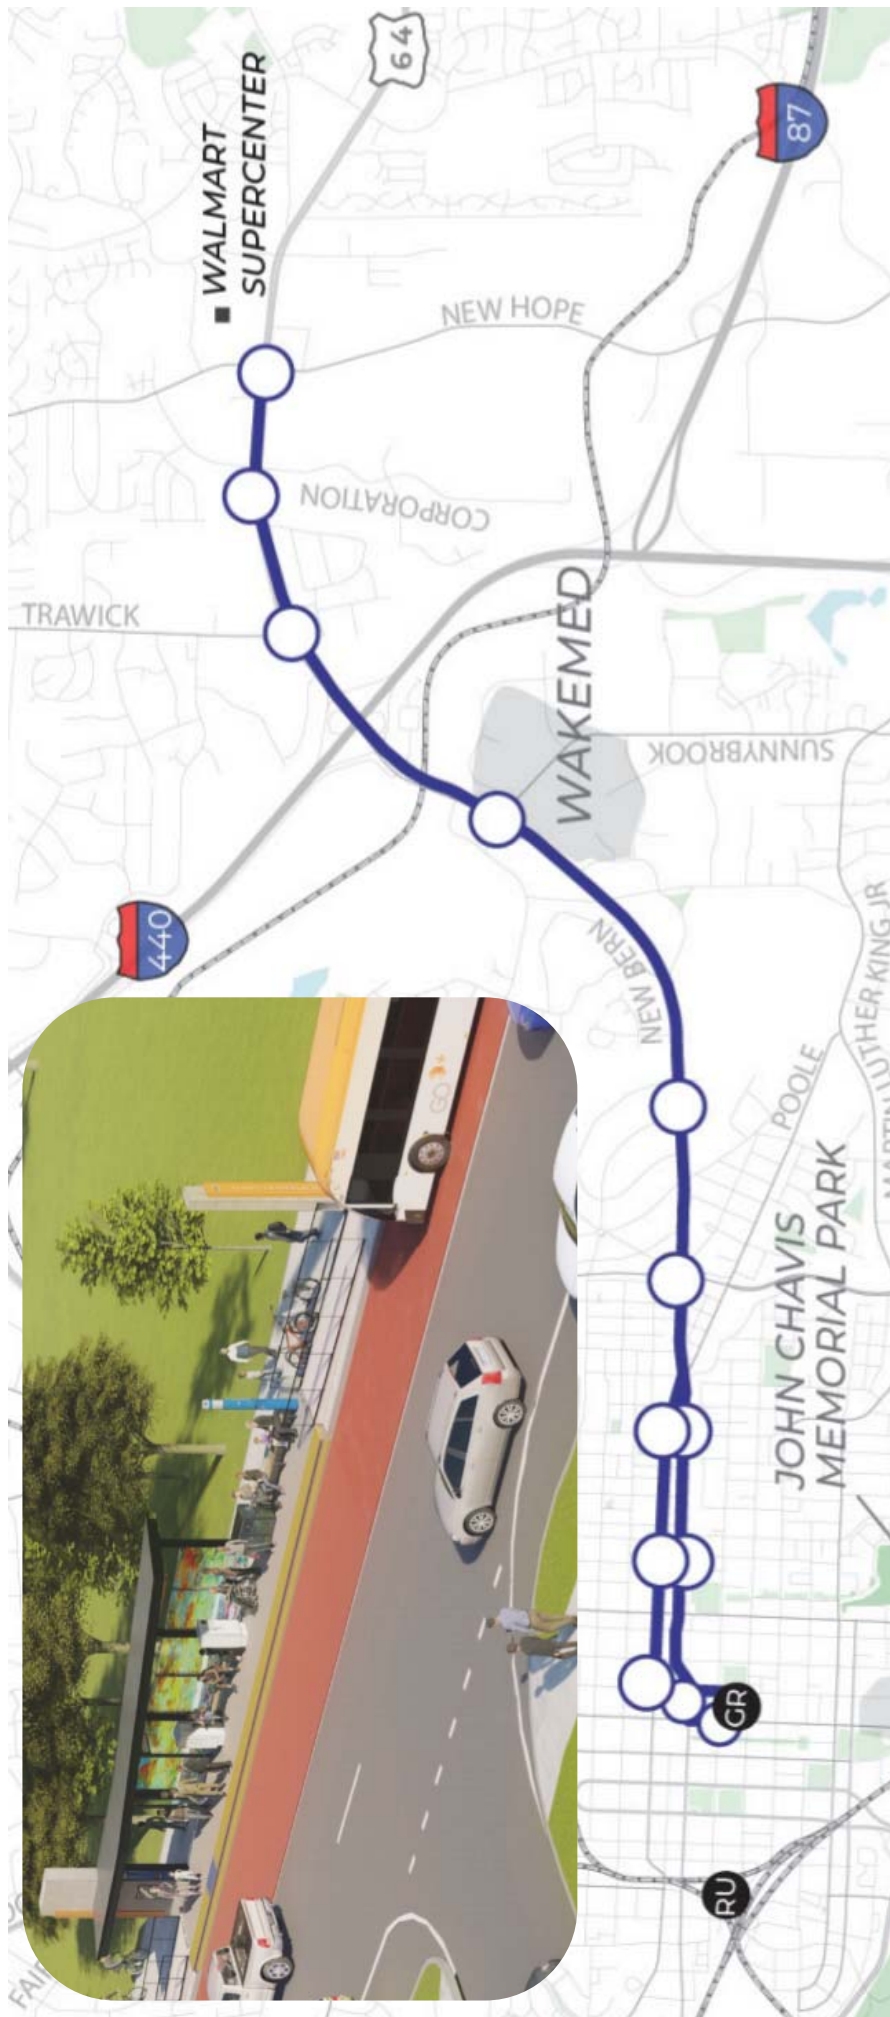 64
WALMART
SUPERCENTER
87
NEW HOPE
CORPORATION
TRAWICK
WAKEMED
SUNNYBROOK
440
NEW BERN
POOLE
MARTIN LUTHER KING JR
JOHN CHAVIS
MEMORIAL PARK
GO
GR
RU